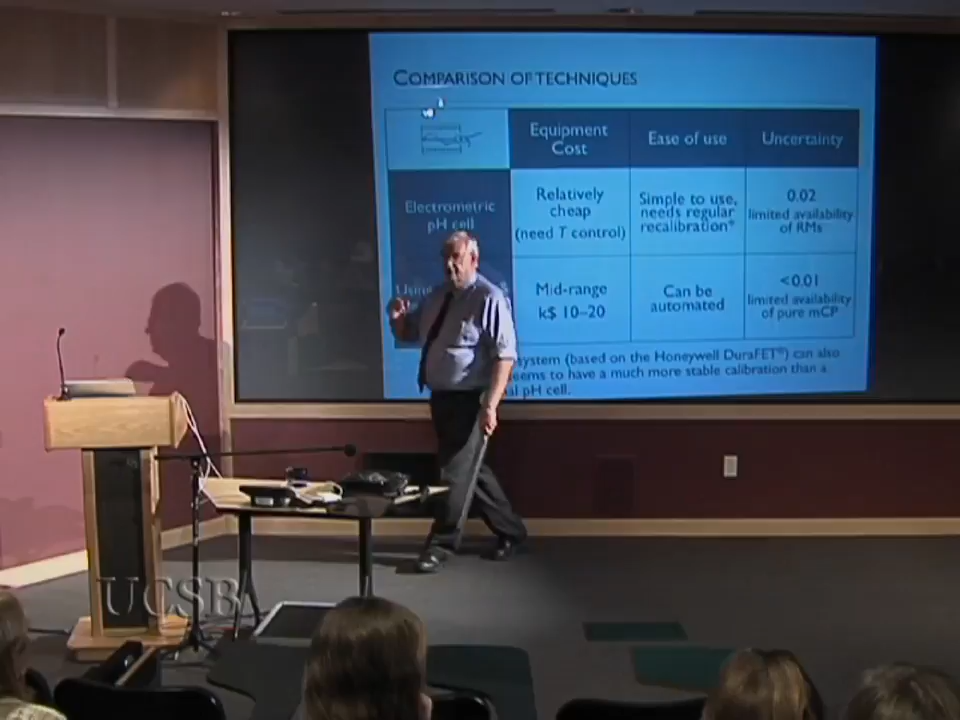 COMPARISON OF TECHNIQUES
Equipment
Cost
Ease of use
Uncertainty
Electrometric
pH cell
Relatively
cheap
(need T control)
Simple to use,
needs regular
recalibration*
0.02
limited availability
of RMs
Mid-range
k$ 10–20
Can be
automated
<0.01
limited availability
of pure mCP
system (based on the Honeywell DuraFET®) can also
to have a much more stable calibration than a
pH cell.
UCSB